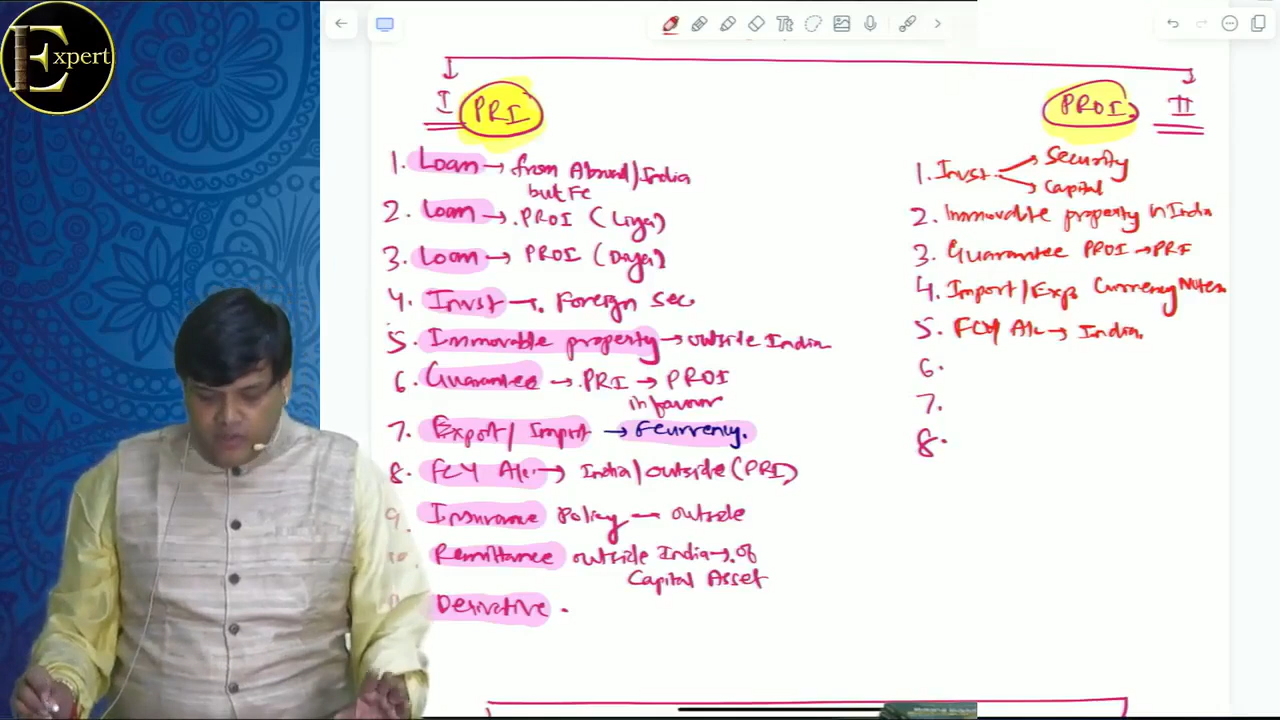 Expert
I PRI
1. Loan → from Abroad/India
but FE
2. Loan → PROI (Liya)
3. Loan → PROI (Diya)
4. Invst → Foreign Sec
5. Immovable property → outside India
6. Guarantee → PRI → PROI
in favour
7. Export/Import → Fcurrency.
8. FCY A/c → India/outside (PRI)
9. Insurance Policy — outside
10. Remittance outside India → of
Capital Asset
Derivative .
PROI II
1. Invst → Security
Capital
2. Immovable property in India
3. Guarantee PROI → PRI
4. Import/Exp. Currency Notes
5. FCY A/c → India.
6.
7.
8.